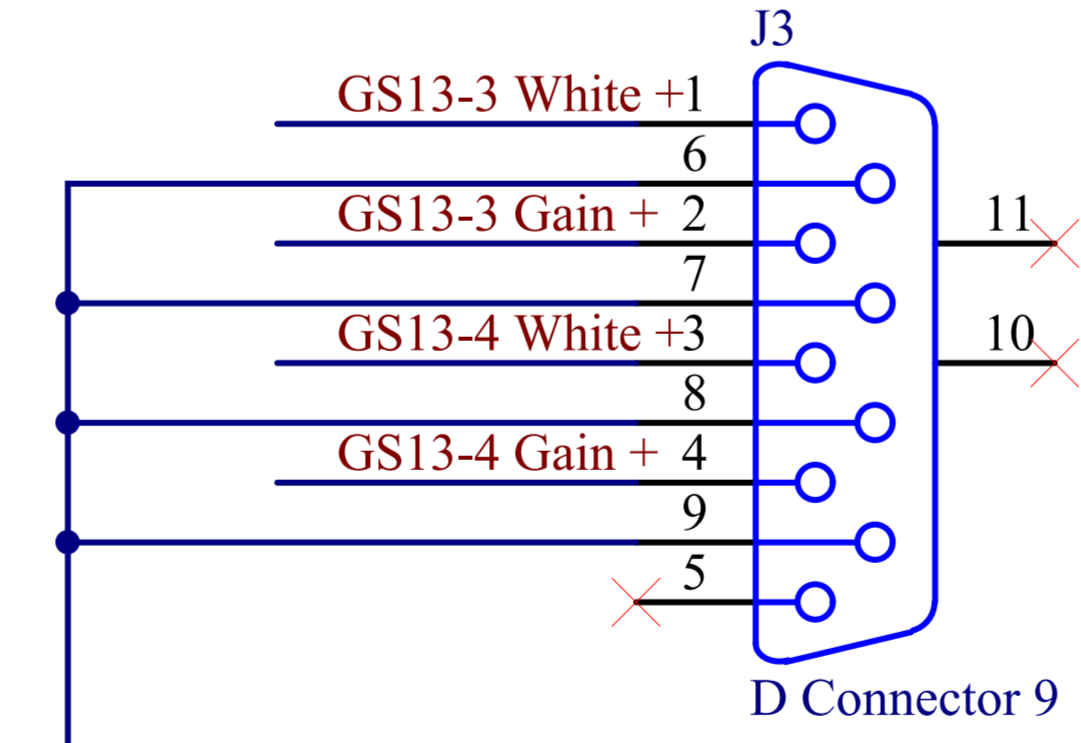 J3
GS13-3 White +1
6
GS13-3 Gain + 2
11
7
GS13-4 White +3
10
8
GS13-4 Gain + 4
9
5
D Connector 9